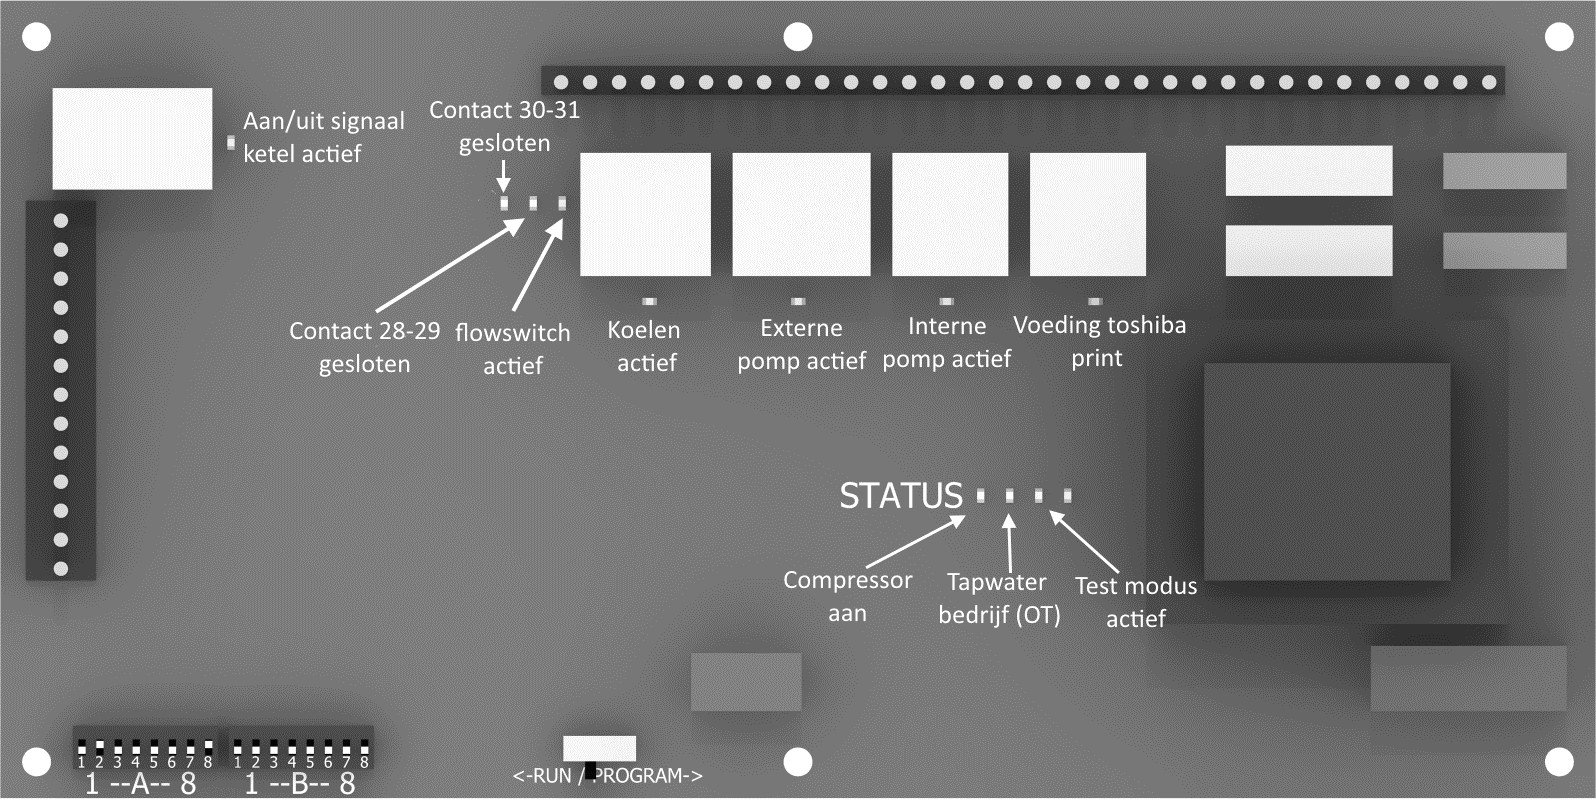 Aan/uit signaal
ketel actief
Contact 30-31
gesloten
Contact 28-29
gesloten
flowswitch
actief
Koelen
actief
Externe
pomp actief
Interne
pomp actief
Voeding toshiba
print
STATUS
Compressor
aan
Tapwater
bedrijf (OT)
Test modus
actief
1 2 3 4 5 6 7 8
1 --A-- 8
1 2 3 4 5 6 7 8
1 --B-- 8
<-RUN / PROGRAM->